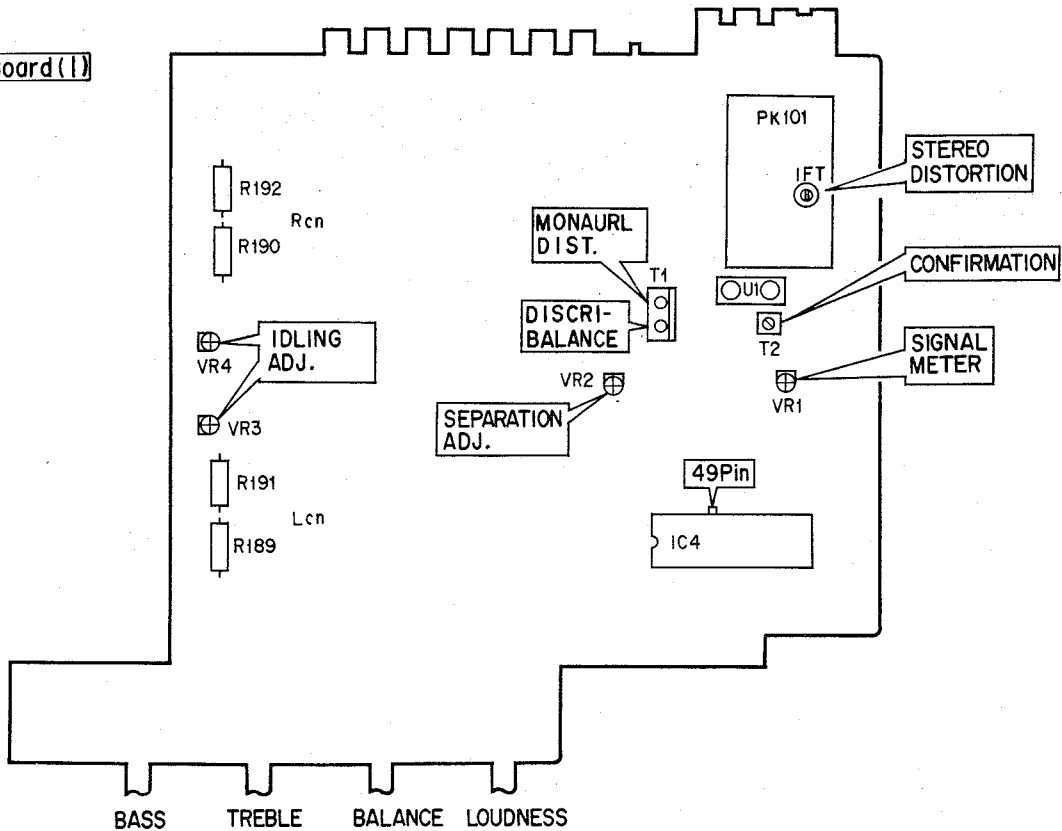 oard(1)
PK101
IFT
STEREO
DISTORTION
R192
Rcn
R190
MONAURL
DIST.
T1
U1
CONFIRMATION
DISCRI-
BALANCE
T2
IDLING
ADJ.
VR4
SIGNAL
METER
VR2
VR1
VR3
SEPARATION
ADJ.
49Pin
R191
Lcn
R189
IC4
BASS
TREBLE
BALANCE
LOUDNESS